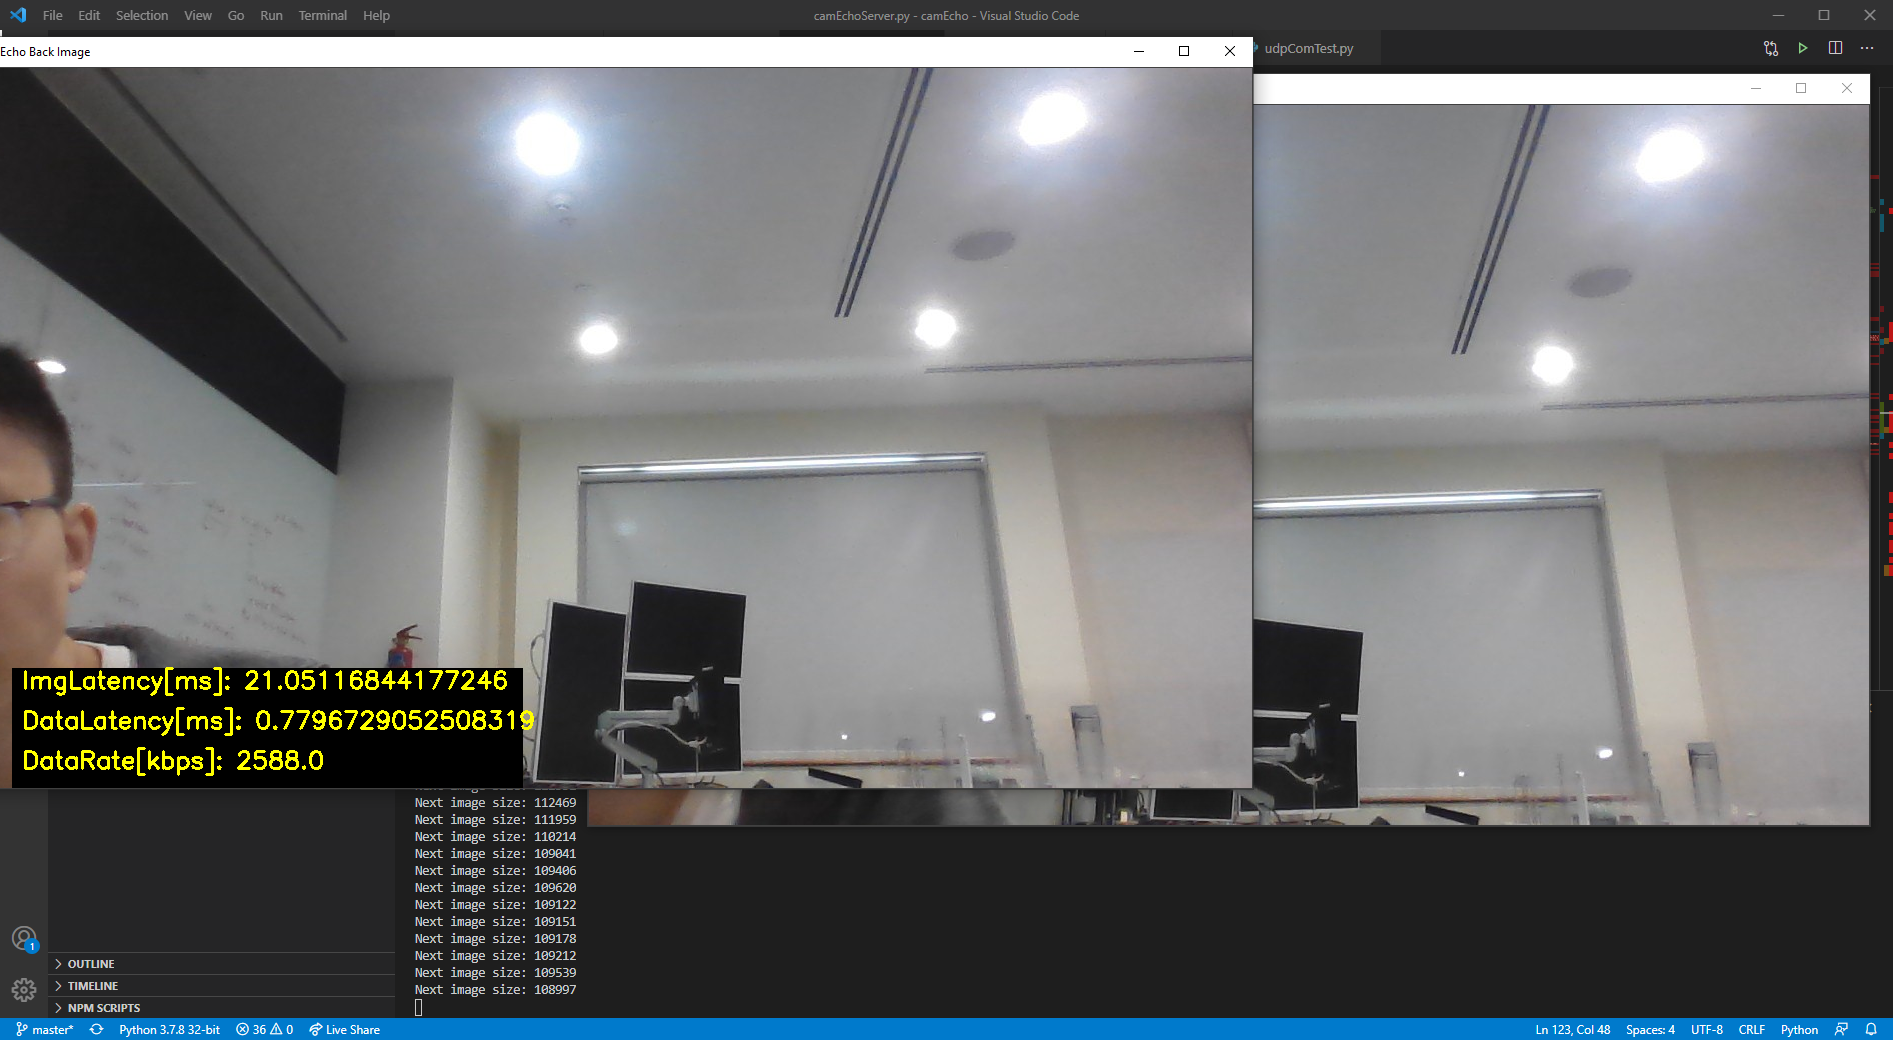 File Edit Selection View Go Run Terminal Help
camEchoServer.py - camEcho - Visual Studio Code
Echo Back Image
udpComTest.py
ImgLatency[ms]: 21.05116844177246
DataLatency[ms]: 0.7796729052508319
DataRate[kbps]: 2588.0
Next image size: 112469
Next image size: 111959
Next image size: 110214
Next image size: 109041
Next image size: 109406
Next image size: 109620
Next image size: 109122
Next image size: 109151
Next image size: 109178
Next image size: 109212
Next image size: 109539
Next image size: 108997
1
OUTLINE
TIMELINE
NPM SCRIPTS
master* Python 3.7.8 32-bit 36 0 Live Share
Ln 123, Col 48 Spaces: 4 UTF-8 CRLF Python